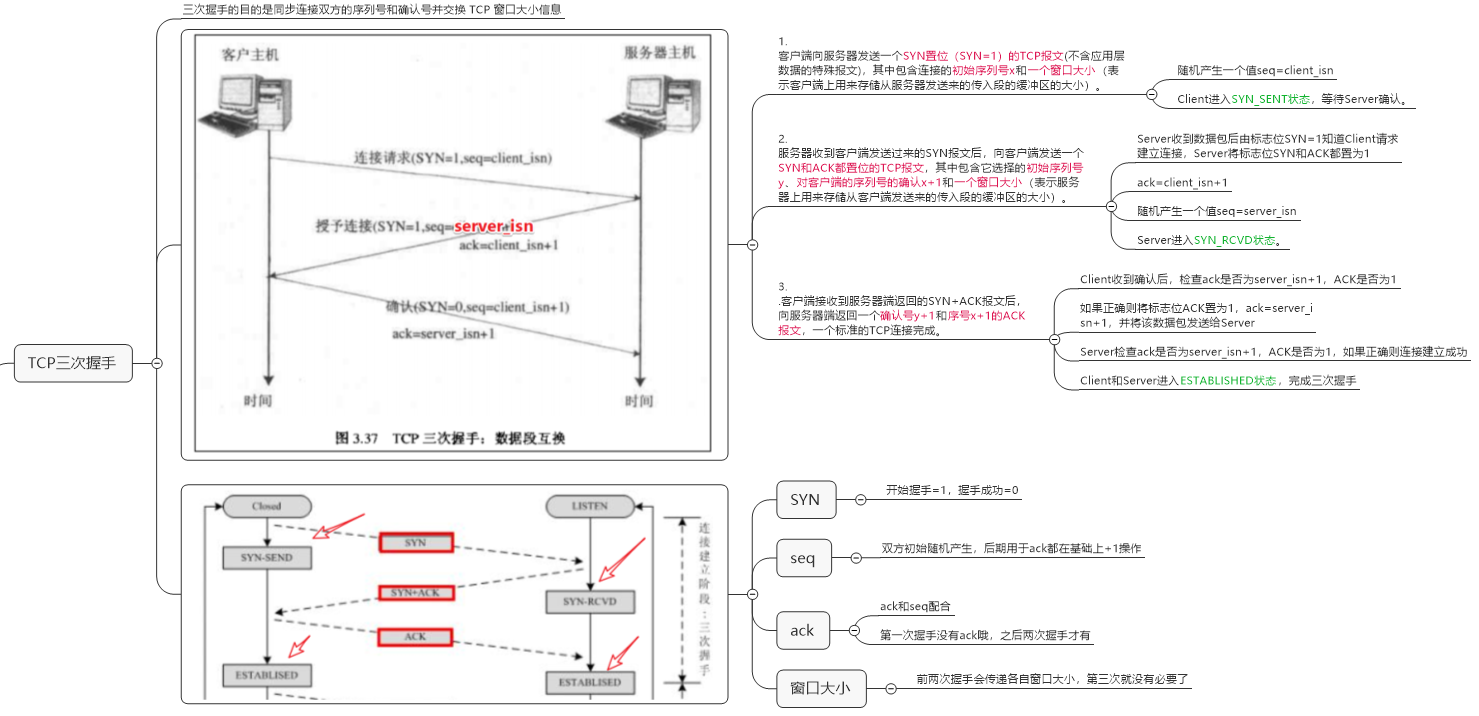 三次握手的目的是同步连接双方的序列号和确认号并交换 TCP 窗口大小信息
TCP三次握手
客户主机
服务器主机
连接请求(SYN=1,seq=client_isn)
授予连接(SYN=1,seq=server_isn
ack=client_isn+1
确认(SYN=0,seq=client_isn+1)
ack=server_isn+1
时间
时间
图 3.37 TCP 三次握手：数据段互换
1.
客户端向服务器发送一个SYN置位（SYN=1）的TCP报文(不含应用层
数据的特殊报文)，其中包含连接的初始序列号x和一个窗口大小（表
示客户端上用来存储从服务器发送来的传入段的缓冲区的大小）。
随机产生一个值seq=client_isn
Client进入SYN_SENT状态，等待Server确认。
2.
服务器收到客户端发送过来的SYN报文后，向客户端发送一个
SYN和ACK都置位的TCP报文，其中包含它选择的初始序列号
y、对客户端的序列号的确认x+1和一个窗口大小（表示服务
器上用来存储从客户端发送来的传入段的缓冲区的大小）。
Server收到数据包后由标志位SYN=1知道Client请求
建立连接，Server将标志位SYN和ACK都置为1
ack=client_isn+1
随机产生一个值seq=server_isn
Server进入SYN_RCVD状态。
3.
.客户端接收到服务器端返回的SYN+ACK报文后，
向服务器端返回一个确认号y+1和序号x+1的ACK
报文，一个标准的TCP连接完成。
Client收到确认后，检查ack是否为server_isn+1，ACK是否为1
如果正确则将标志位ACK置为1，ack=server_i
sn+1，并将该数据包发送给Server
Server检查ack是否为server_isn+1，ACK是否为1，如果正确则连接建立成功
Client和Server进入ESTABLISHED状态，完成三次握手
Closed
LISTEN
SYN
SYN-SEND
SYN+ACK
SYN-RCVD
ACK
ESTABLISED
ESTABLISED
连接建立阶段：三次握手
SYN
开始握手=1，握手成功=0
seq
双方初始随机产生，后期用于ack都在基础上+1操作
ack
ack和seq配合
第一次握手没有ack哦，之后两次握手才有
窗口大小
前两次握手会传递各自窗口大小，第三次就没有必要了